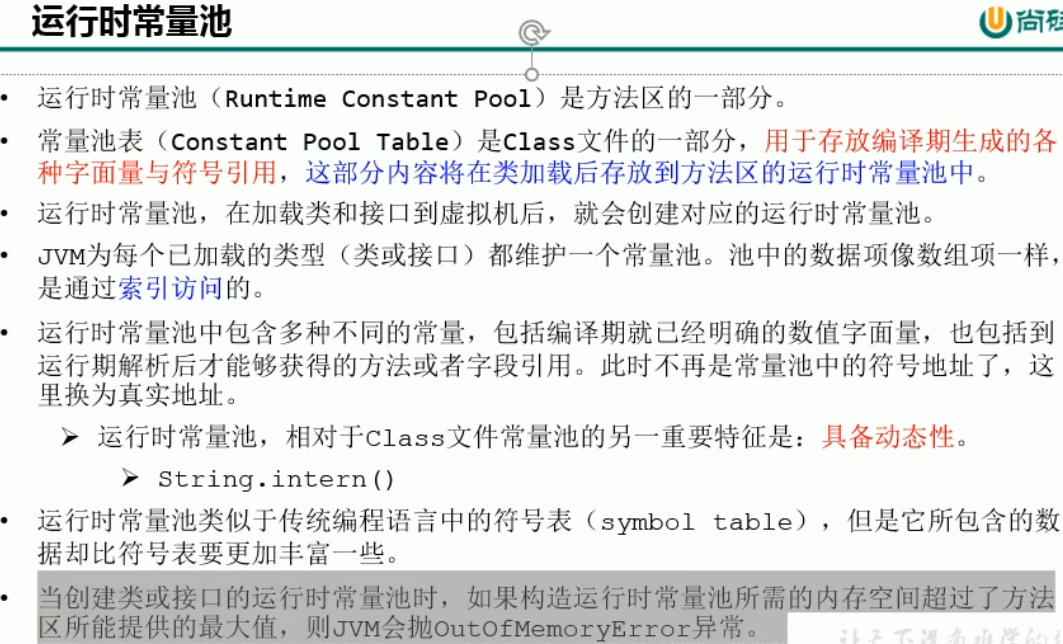 运行时常量池
尚硅
• 运行时常量池（Runtime Constant Pool）是方法区的一部分。
• 常量池表（Constant Pool Table）是Class文件的一部分，用于存放编译期生成的各
种字面量与符号引用，这部分内容将在类加载后存放到方法区的运行时常量池中。
• 运行时常量池，在加载类和接口到虚拟机后，就会创建对应的运行时常量池。
• JVM为每个已加载的类型（类或接口）都维护一个常量池。池中的数据项像数组项一样，
是通过索引访问的。
• 运行时常量池中包含多种不同的常量，包括编译期就已经明确的数值字面量，也包括到
运行期解析后才能够获得的方法或者字段引用。此时不再是常量池中的符号地址了，这
里换为真实地址。
➢ 运行时常量池，相对于Class文件常量池的另一重要特征是：具备动态性。
➢ String.intern()
• 运行时常量池类似于传统编程语言中的符号表（symbol table），但是它所包含的数
据却比符号表要更加丰富一些。
• 当创建类或接口的运行时常量池时，如果构造运行时常量池所需的内存空间超过了方法
区所能提供的最大值，则JVM会抛OutOfMemoryError异常。